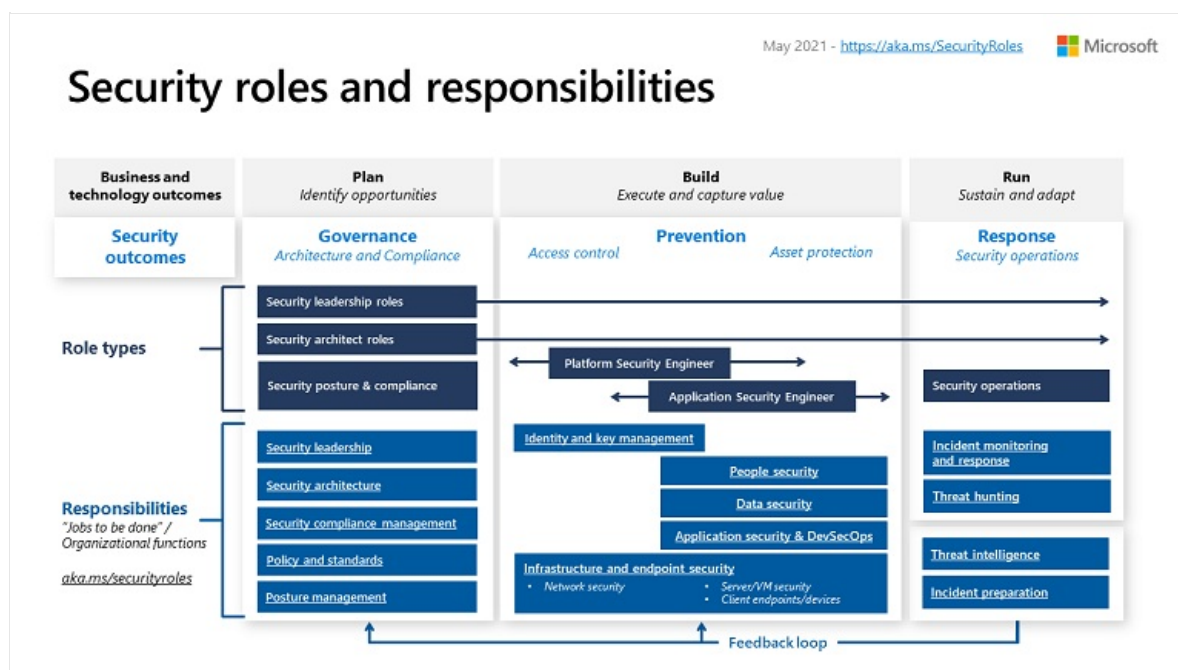 May 2021 - https://aka.ms/SecurityRoles
Microsoft
Security roles and responsibilities
Business and
technology outcomes
Plan
Identify opportunities
Build
Execute and capture value
Run
Sustain and adapt
Security
outcomes
Governance
Architecture and Compliance
Prevention
Access control
Asset protection
Response
Security operations
Role types
Security leadership roles
Security architect roles
Security posture & compliance
Platform Security Engineer
Application Security Engineer
Security operations
Responsibilities
"Jobs to be done" /
Organizational functions
aka.ms/securityroles
Security leadership
Security architecture
Security compliance management
Policy and standards
Posture management
Identity and key management
People security
Data security
Application security & DevSecOps
Infrastructure and endpoint security
• Network security
• Server/VM security
• Client endpoints/devices
Incident monitoring
and response
Threat hunting
Threat intelligence
Incident preparation
Feedback loop